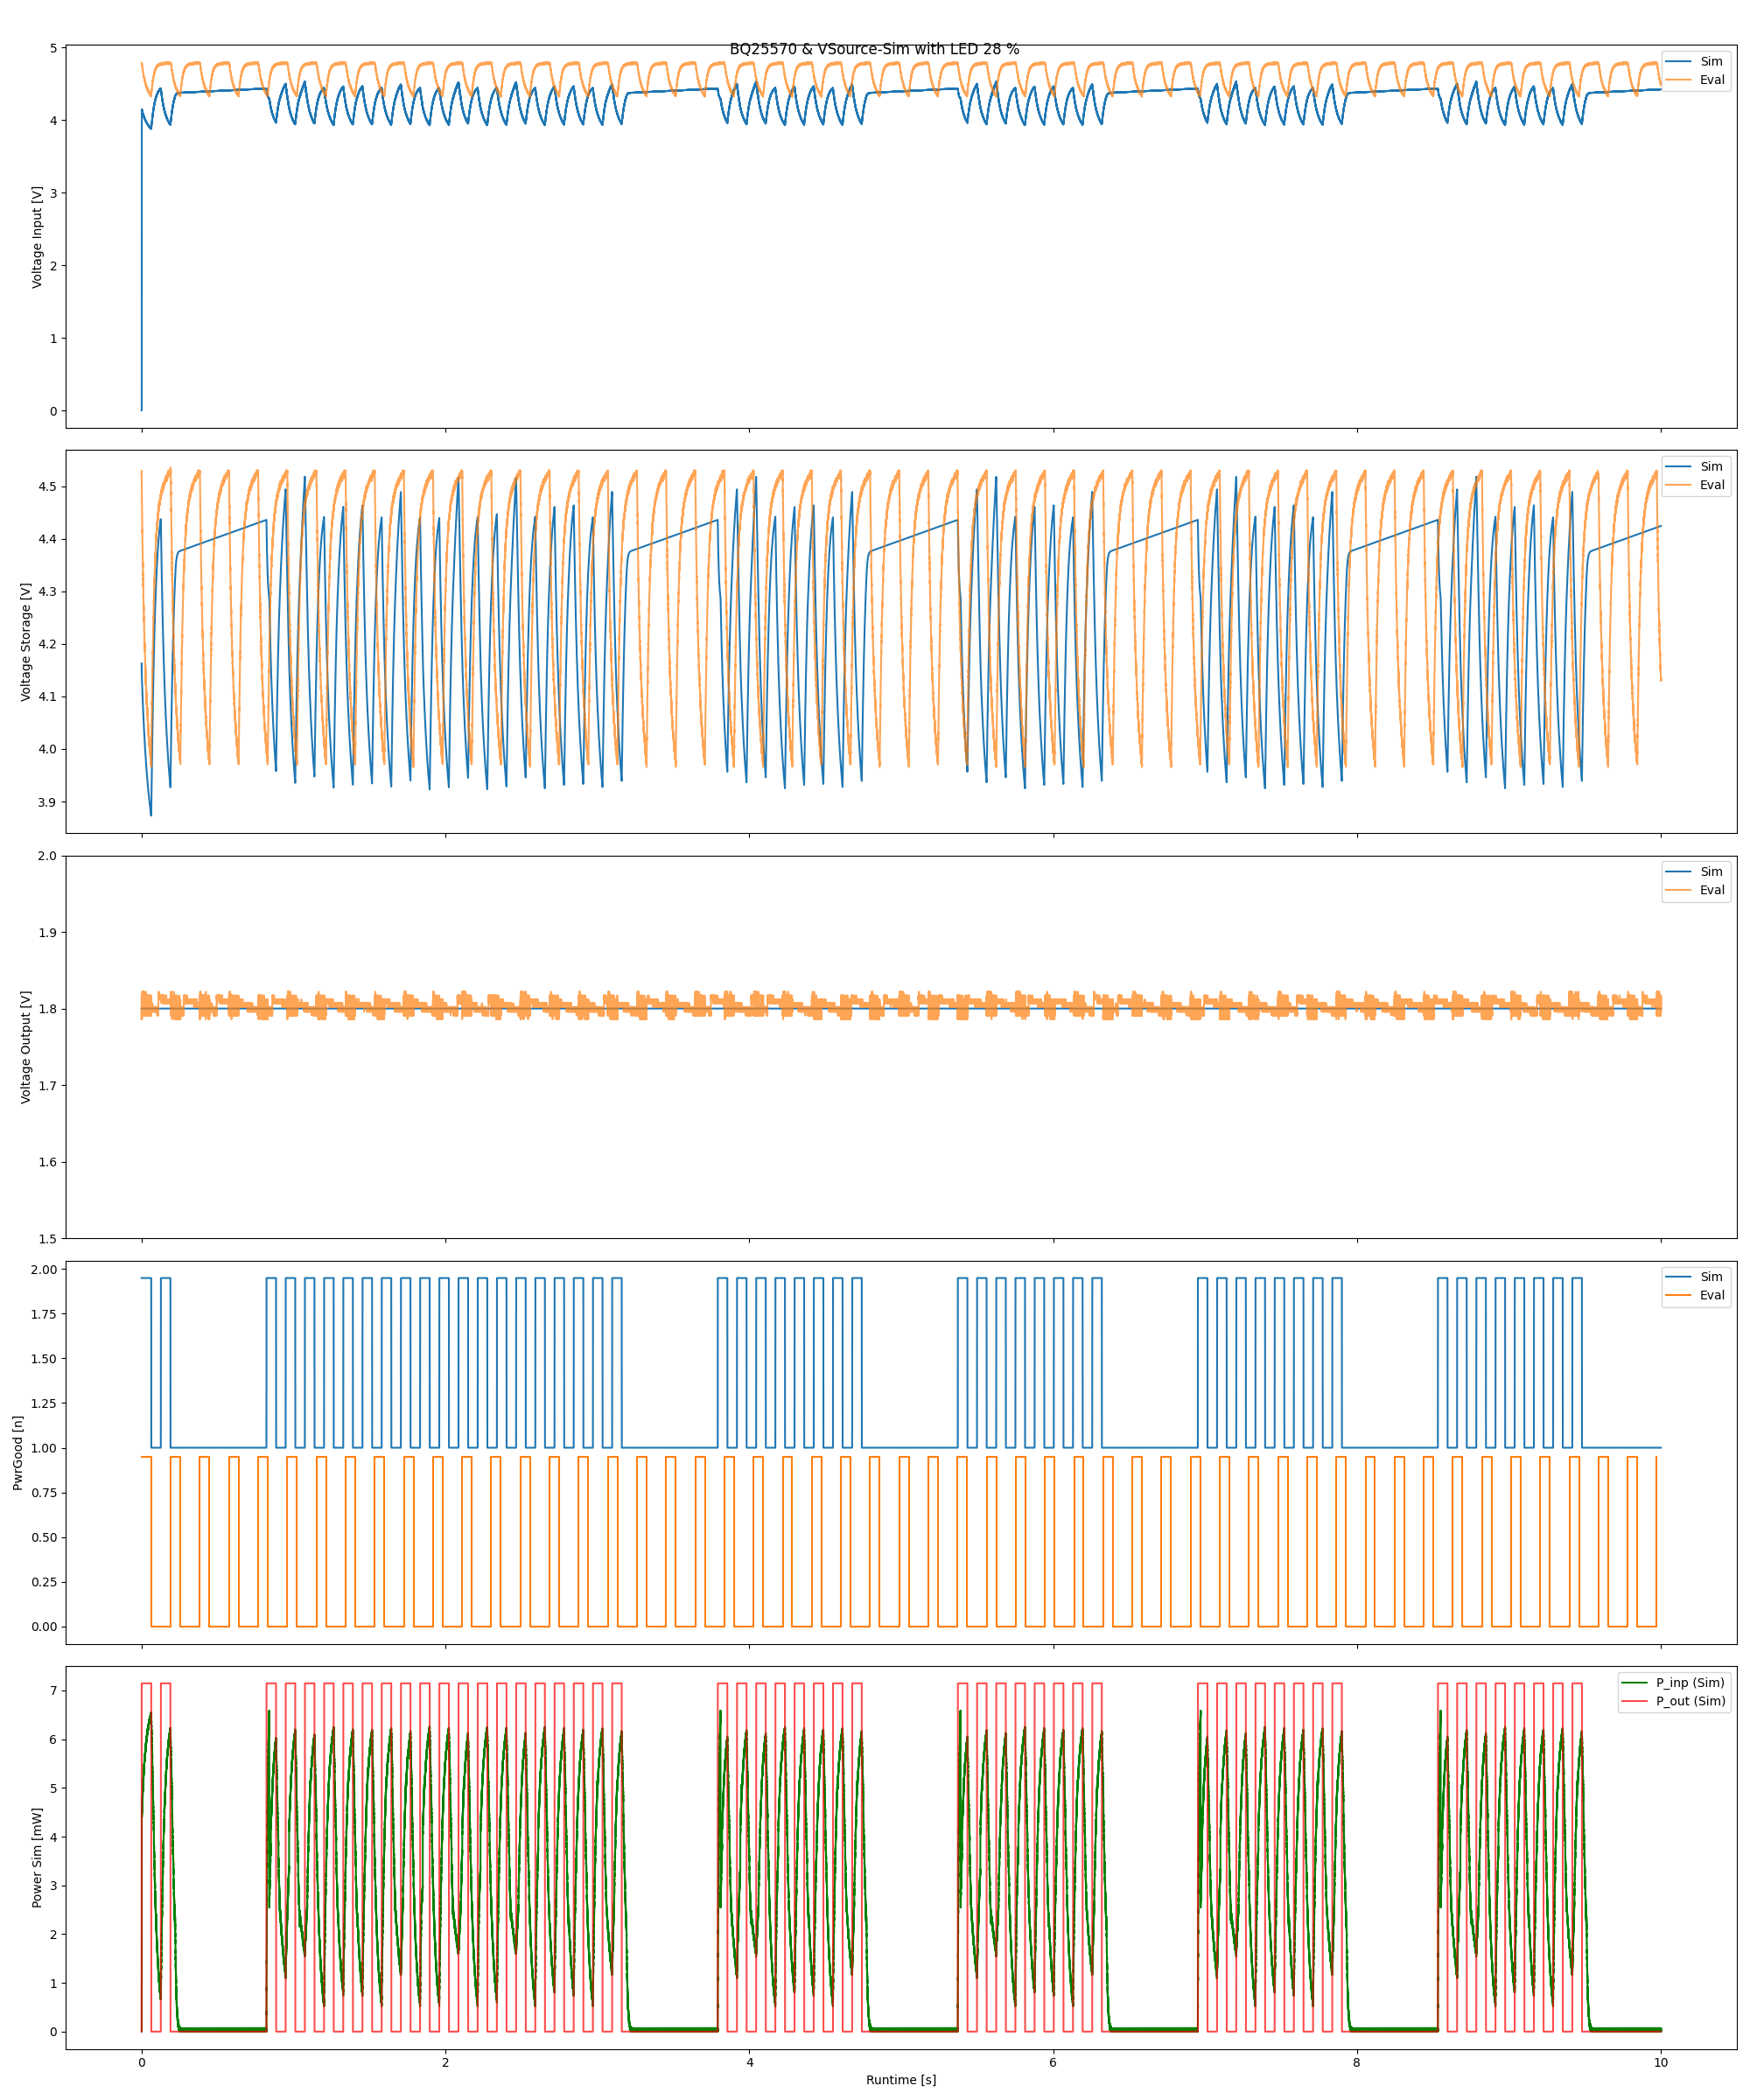 BQ25570 & VSource-Sim with LED 28 %
5
4
3
2
1
0
Voltage Input [V]
Sim
Eval
4.5
4.4
4.3
4.2
4.1
4.0
3.9
Voltage Storage [V]
Sim
Eval
2.0
1.9
1.8
1.7
1.6
1.5
Voltage Output [V]
Sim
Eval
2.00
1.75
1.50
1.25
1.00
0.75
0.50
0.25
0.00
PwrGood [n]
Sim
Eval
7
6
5
4
3
2
1
0
Power Sim [mW]
P_inp (Sim)
P_out (Sim)
0 2 4 6 8 10
Runtime [s]